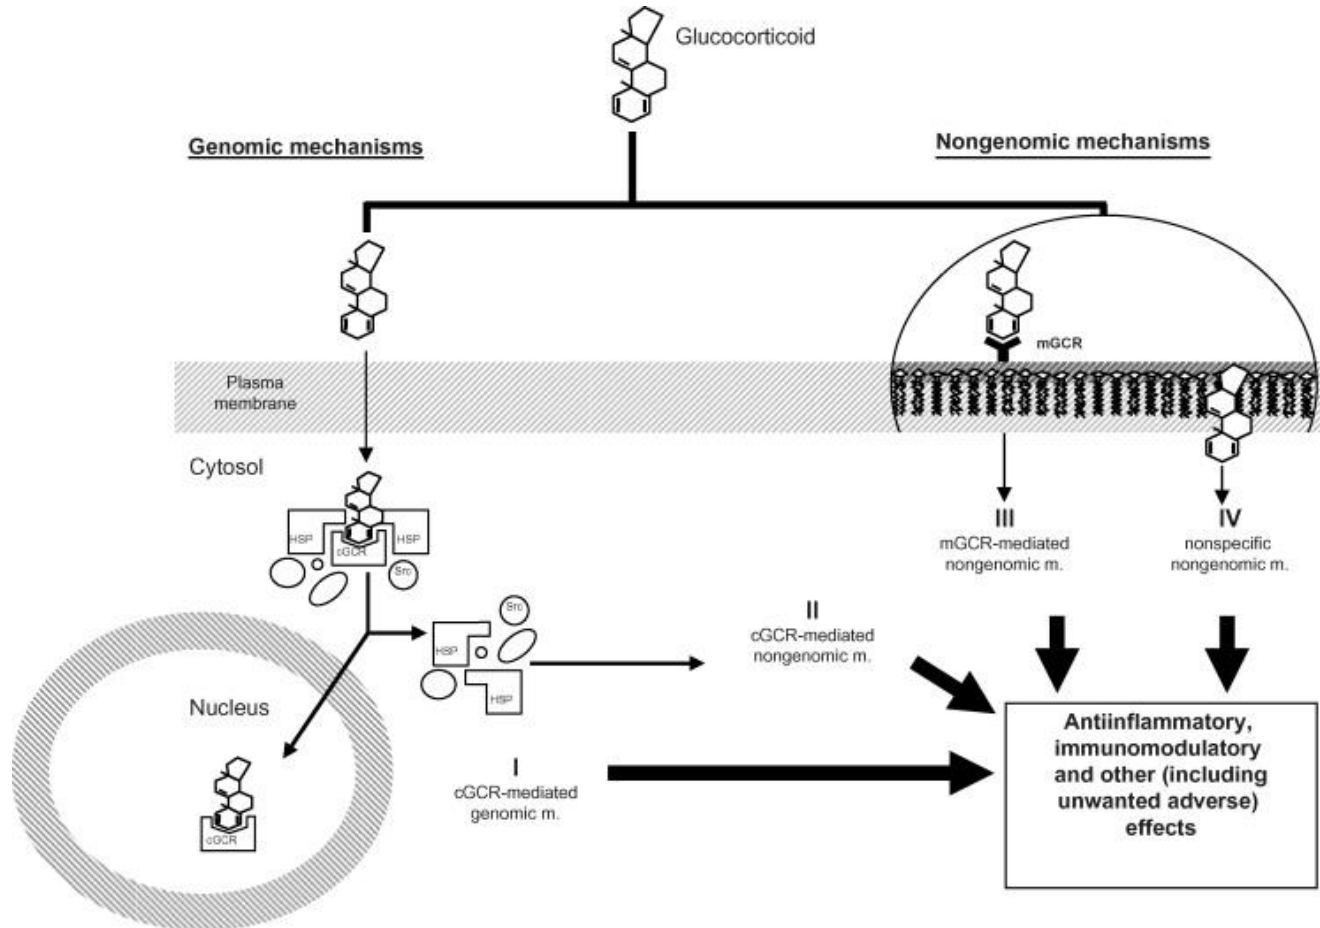 Glucocorticoid
Genomic mechanisms
Nongenomic mechanisms
mGCR
Plasma
membrane
Cytosol
HSP
HSP
cGCR
Src
III
mGCR-mediated
nongenomic m.
IV
nonspecific
nongenomic m.
Src
HSP
HSP
II
cGCR-mediated
nongenomic m.
Nucleus
cGCR
I
cGCR-mediated
genomic m.
Antiinflammatory,
immunomodulatory
and other (including
unwanted adverse)
effects